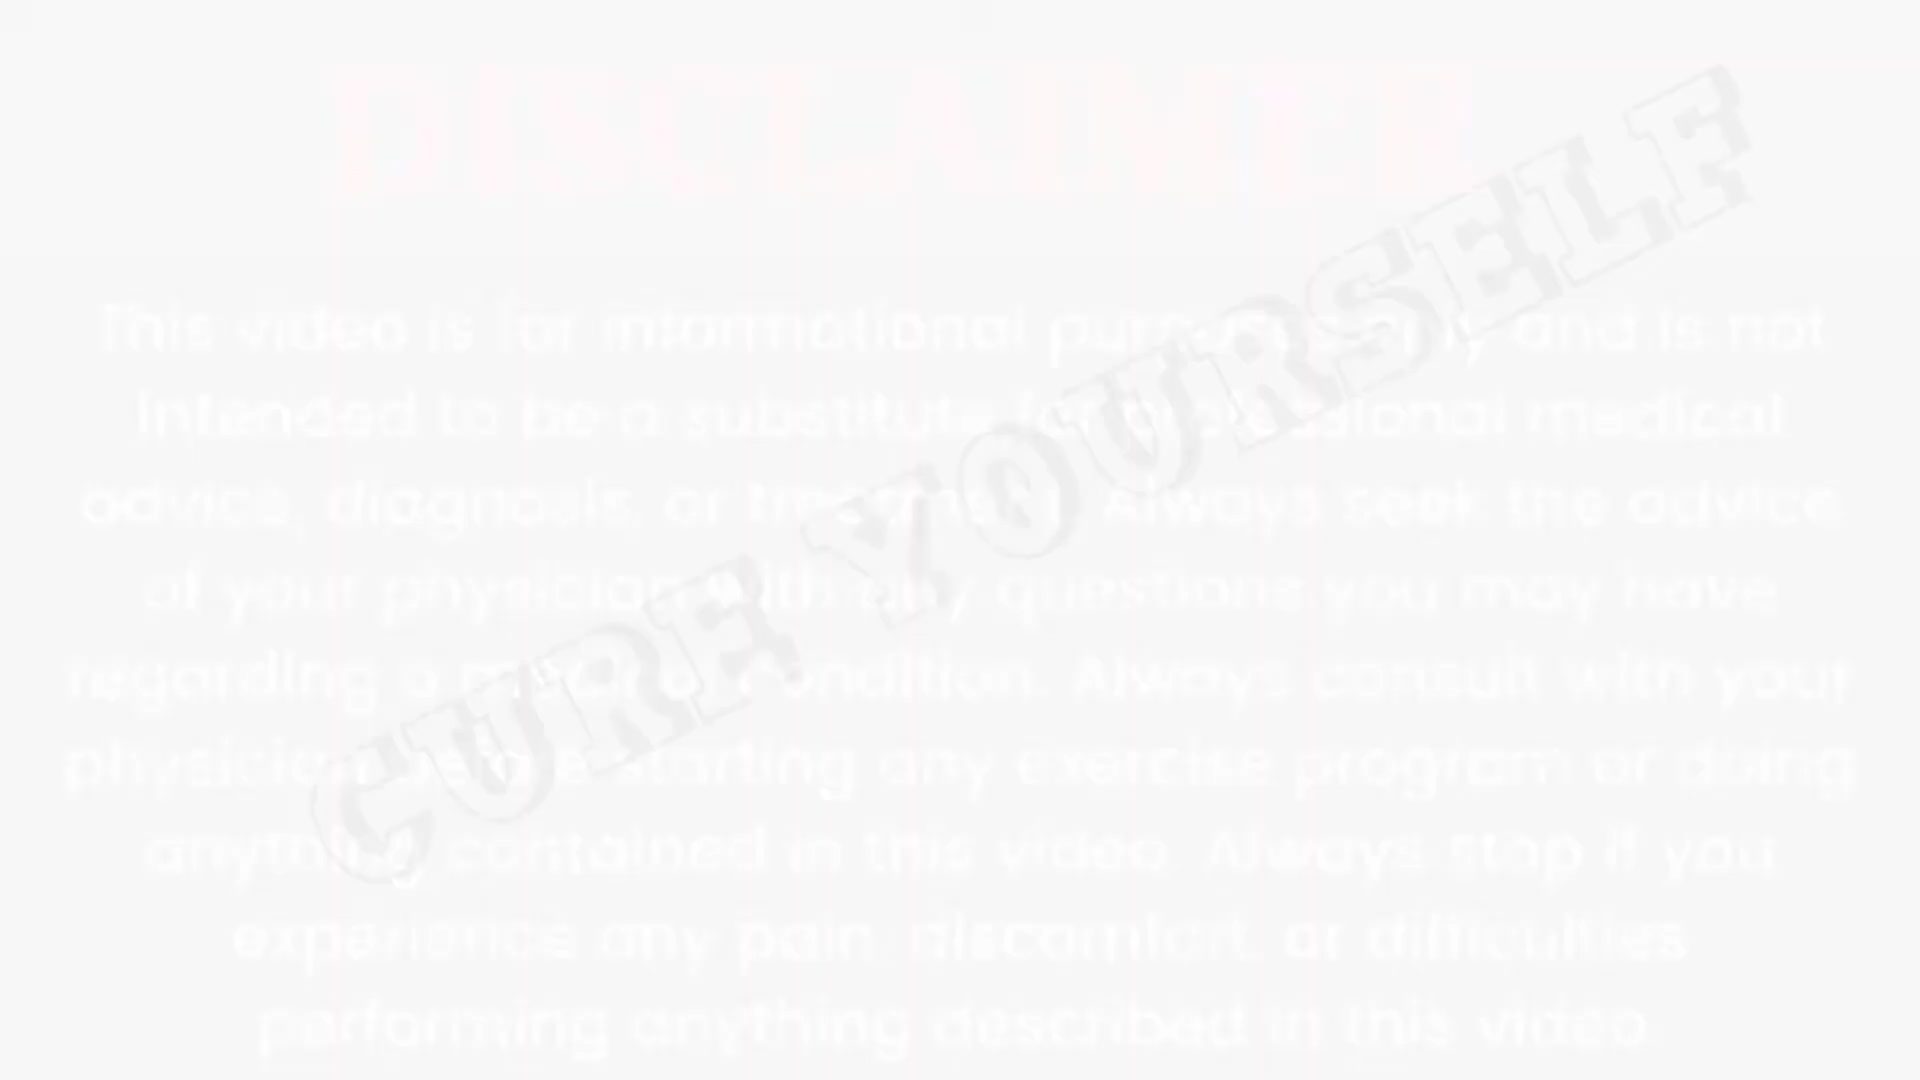 DISCLAIMER
This video is for informational purposes only and is not
intended to be a substitute for professional medical
advice, diagnosis, or treatment. Always seek the advice
of your physician with any questions you may have
regarding a medical condition. Always consult with your
physician before starting any exercise program or doing
anything contained in this video. Always stop if you
experience any pain, discomfort, or difficulties
performing anything described in this video
CURE YOURSELF